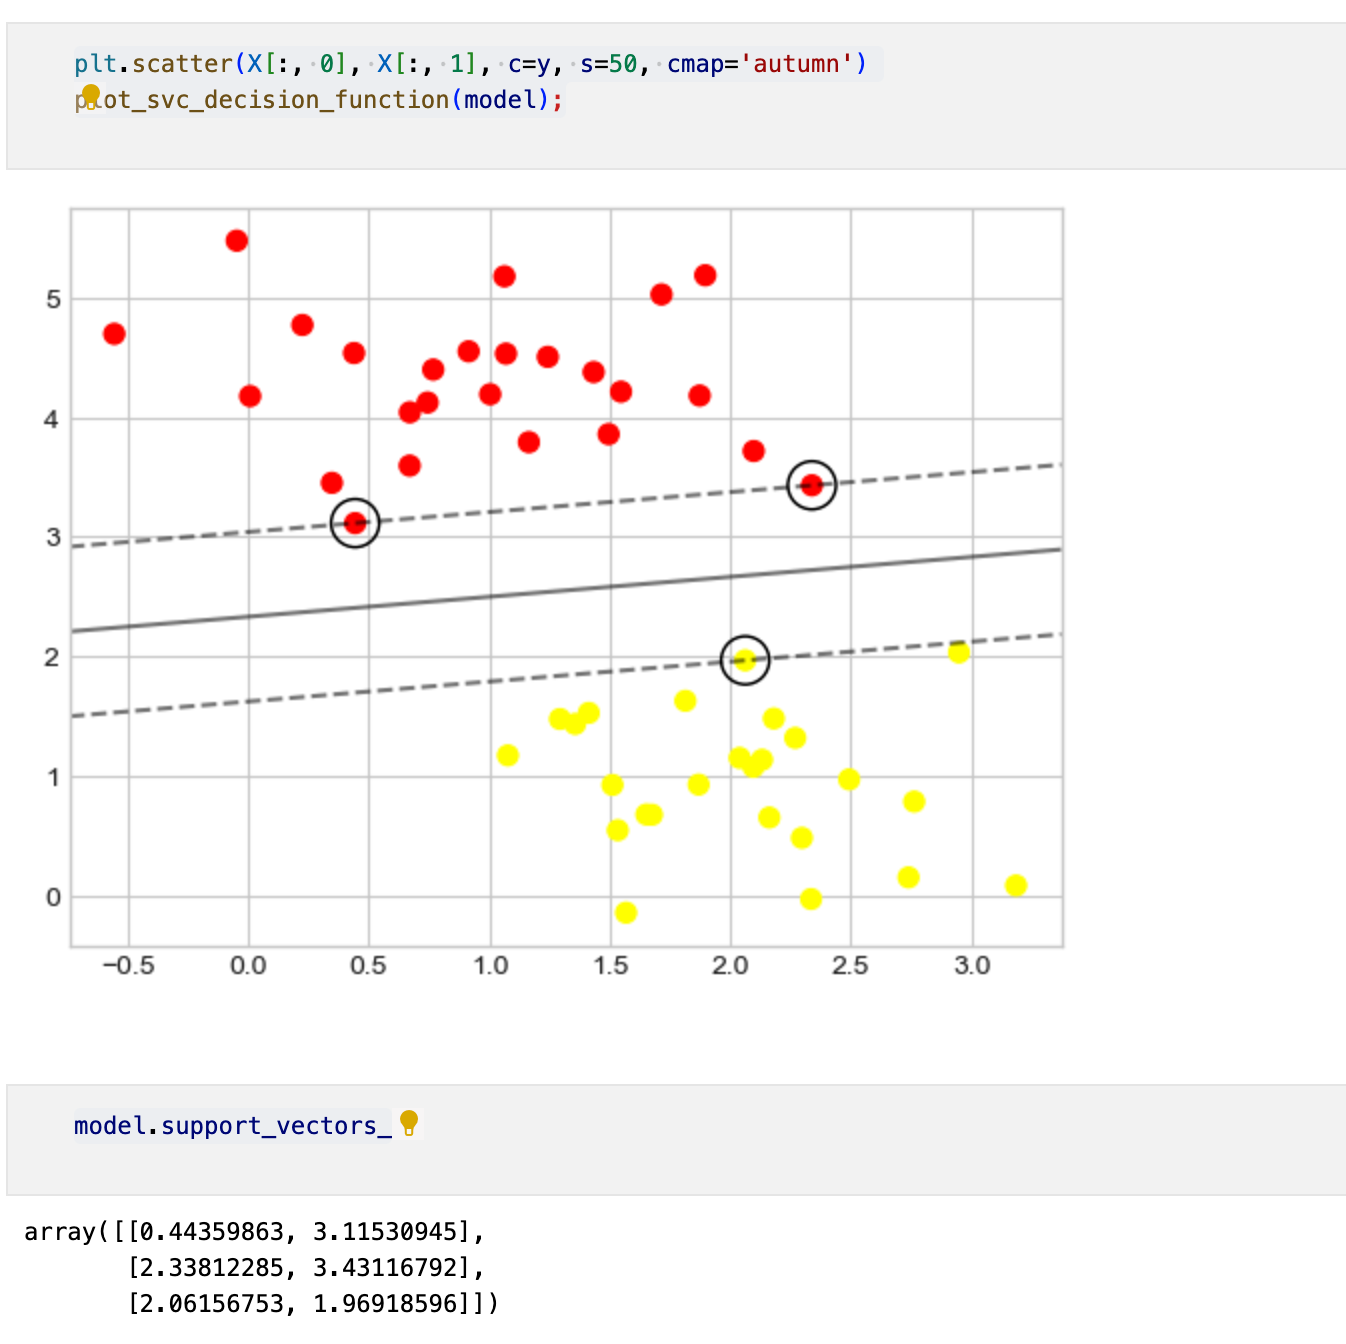 plt.scatter(X[:, 0], X[:, 1], c=y, s=50, cmap='autumn')
plot_svc_decision_function(model);
5
4
3
2
1
0
−0.5 0.0 0.5 1.0 1.5 2.0 2.5 3.0
model.support_vectors_
array([[0.44359863, 3.11530945],
[2.33812285, 3.43116792],
[2.06156753, 1.96918596]])